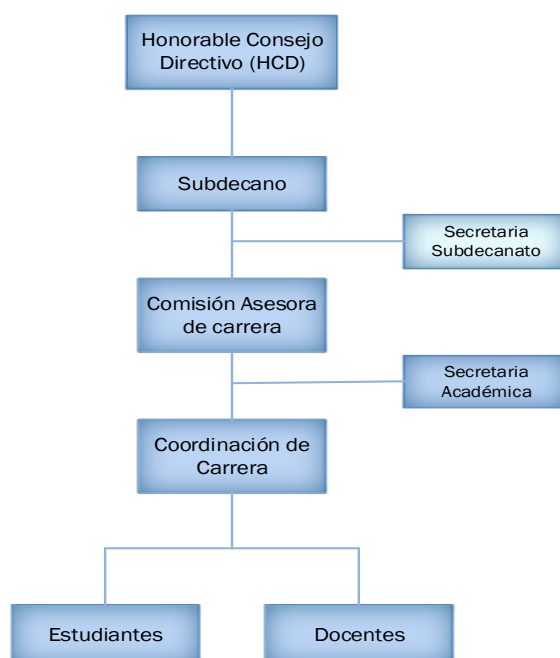 Honorable Consejo
Directivo (HCD)
Subdecano
Secretaria
Subdecanato
Comisión Asesora
de carrera
Secretaria
Académica
Coordinación de
Carrera
Estudiantes
Docentes